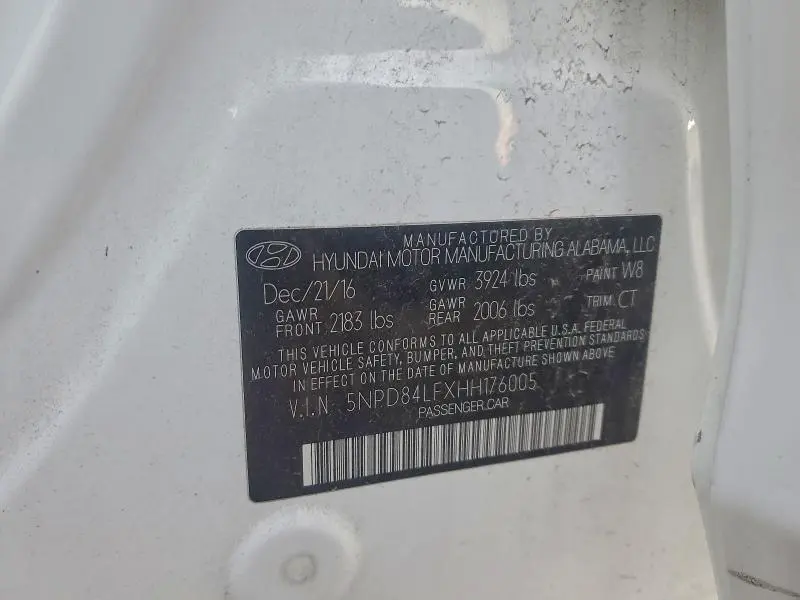 MANUFACTURED BY
HYUNDAI MOTOR MANUFACTURING ALABAMA, LLC
Dec/21/16 GVWR 3924 lbs PAINT W8
GAWR FRONT 2183 lbs GAWR REAR 2006 lbs TRIM. CT
THIS VEHICLE CONFORMS TO ALL APPLICABLE U.S.A. FEDERAL
MOTOR VEHICLE SAFETY, BUMPER, AND THEFT PREVENTION STANDARDS
IN EFFECT ON THE DATE OF MANUFACTURE SHOWN ABOVE
V.I.N 5NPD84LFXHH176005
PASSENGER.CAR